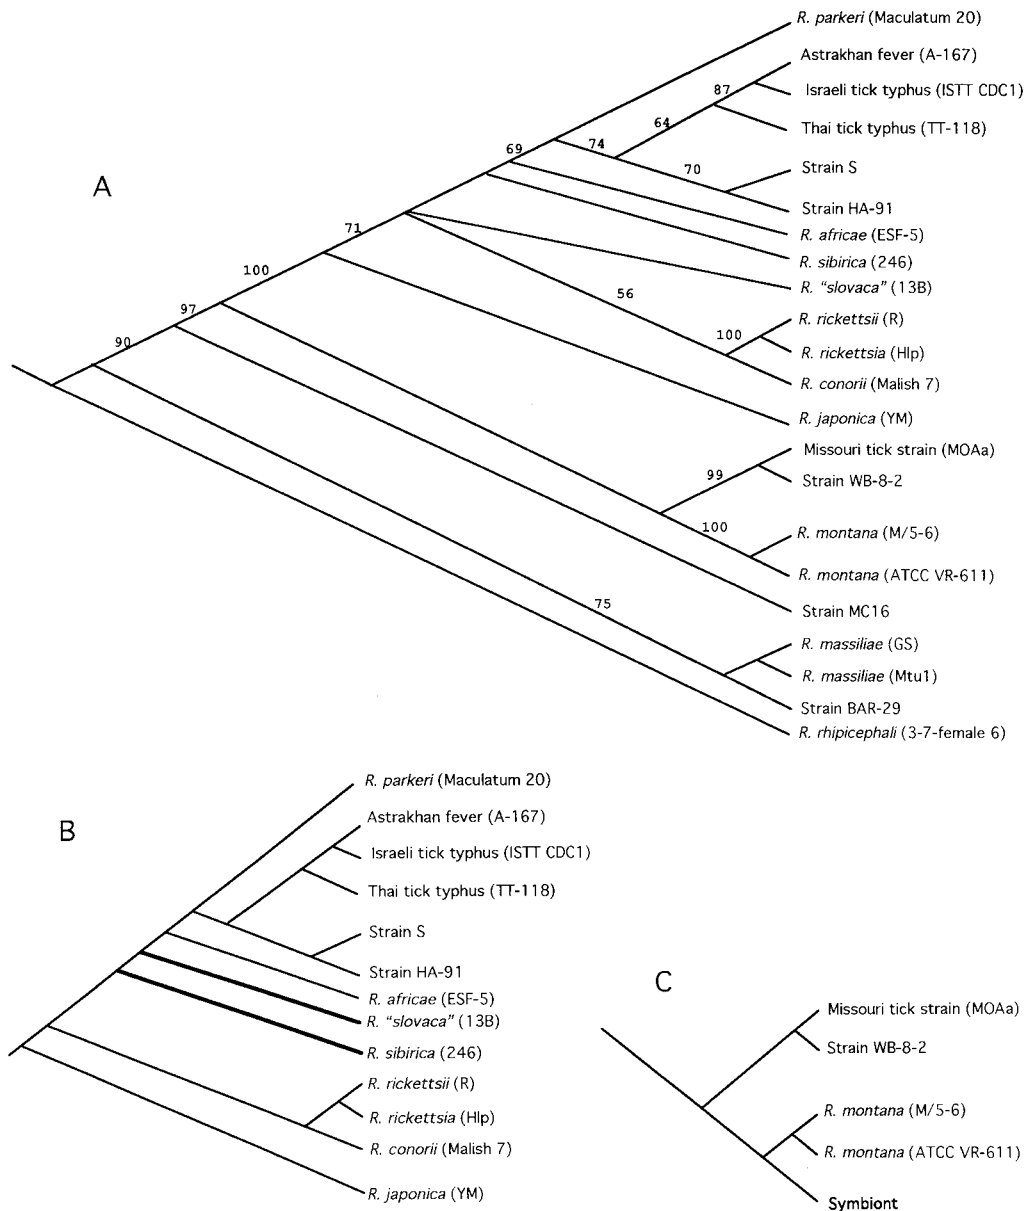 R. parkeri (Maculatum 20)
Astrakhan fever (A-167)
87
Israeli tick typhus (ISTT CDC1)
64
Thai tick typhus (TT-118)
69
74
A
70
Strain S
Strain HA-91
71
R. africae (ESF-5)
R. sibirica (246)
100
R. "slovaca" (13B)
56
97
R. rickettsii (R)
100
90
R. rickettsia (Hlp)
R. conorii (Malish 7)
R. japonica (YM)
Missouri tick strain (MOAa)
99
Strain WB-8-2
100
R. montana (M/5-6)
R. montana (ATCC VR-611)
75
Strain MC16
R. massiliae (GS)
R. massiliae (Mtu1)
Strain BAR-29
R. rhipicephali (3-7-female 6)
B
R. parkeri (Maculatum 20)
Astrakhan fever (A-167)
Israeli tick typhus (ISTT CDC1)
Thai tick typhus (TT-118)
Strain S
Strain HA-91
R. africae (ESF-5)
R. "slovaca" (13B)
R. sibirica (246)
R. rickettsii (R)
R. rickettsia (Hlp)
R. conorii (Malish 7)
R. japonica (YM)
C
Missouri tick strain (MOAa)
Strain WB-8-2
R. montana (M/5-6)
R. montana (ATCC VR-611)
Symbiont